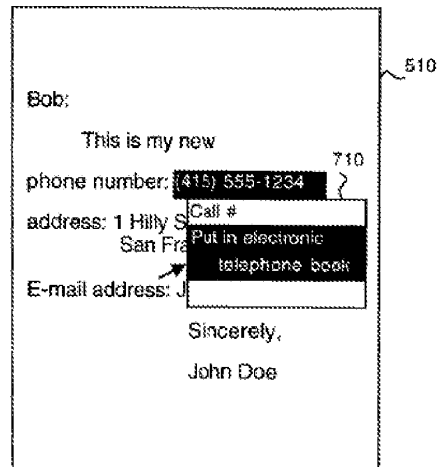 510
Bob:
This is my new
710
phone number: (415) 555-1234
Call #
address: 1 Hilly S
Put in electronic
San Fra
telephone book
E-mail address: J
Sincerely,
John Doe